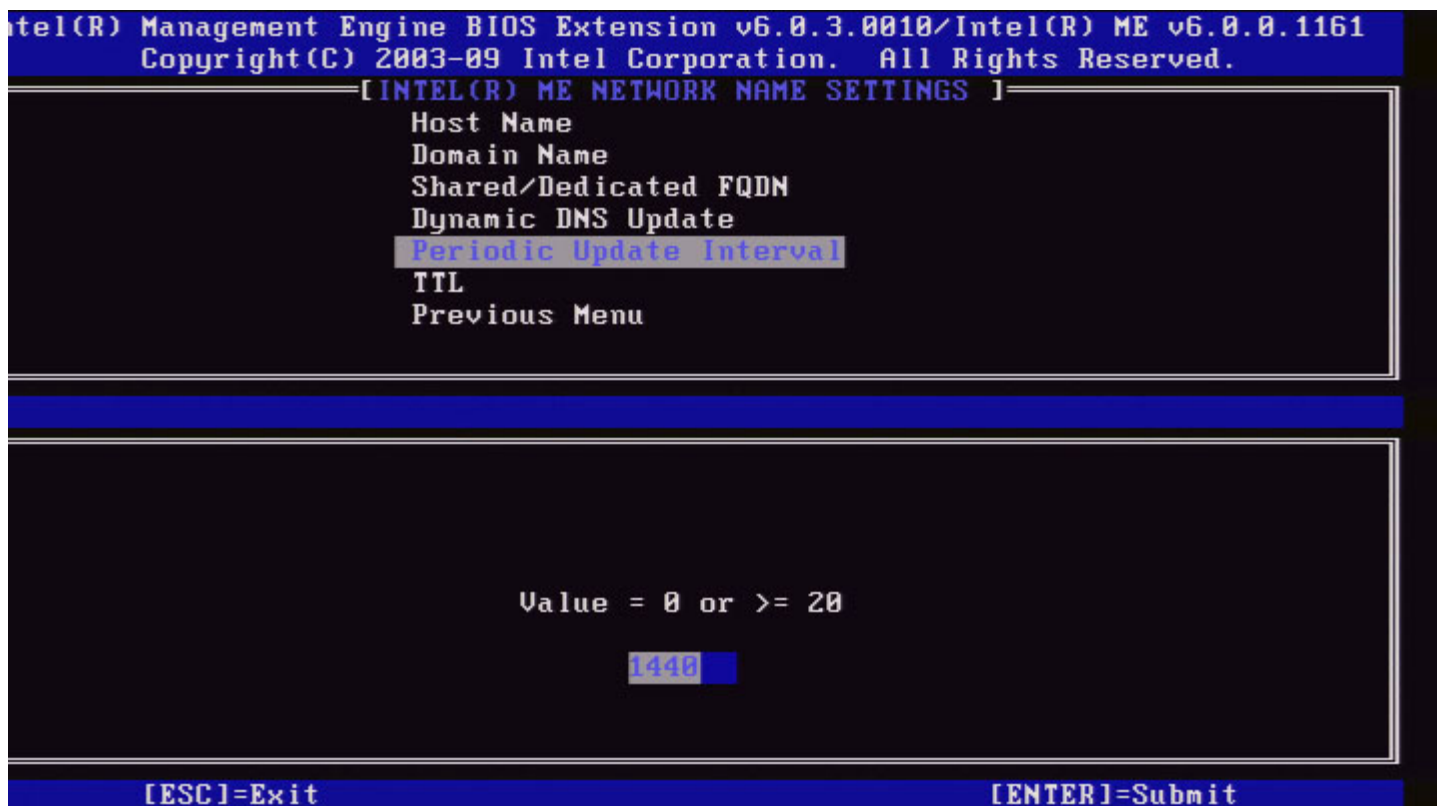 tel(R) Management Engine BIOS Extension v6.0.3.0010/Intel(R) ME v6.0.0.1161
Copyright(C) 2003-09 Intel Corporation. All Rights Reserved.
[INTEL(R) ME NETWORK NAME SETTINGS ]
Host Name
Domain Name
Shared/Dedicated FQDN
Dynamic DNS Update
Periodic Update Interval
TTL
Previous Menu
Value = 0 or >= 20
1440
[ESC]=Exit [ENTER]=Submit